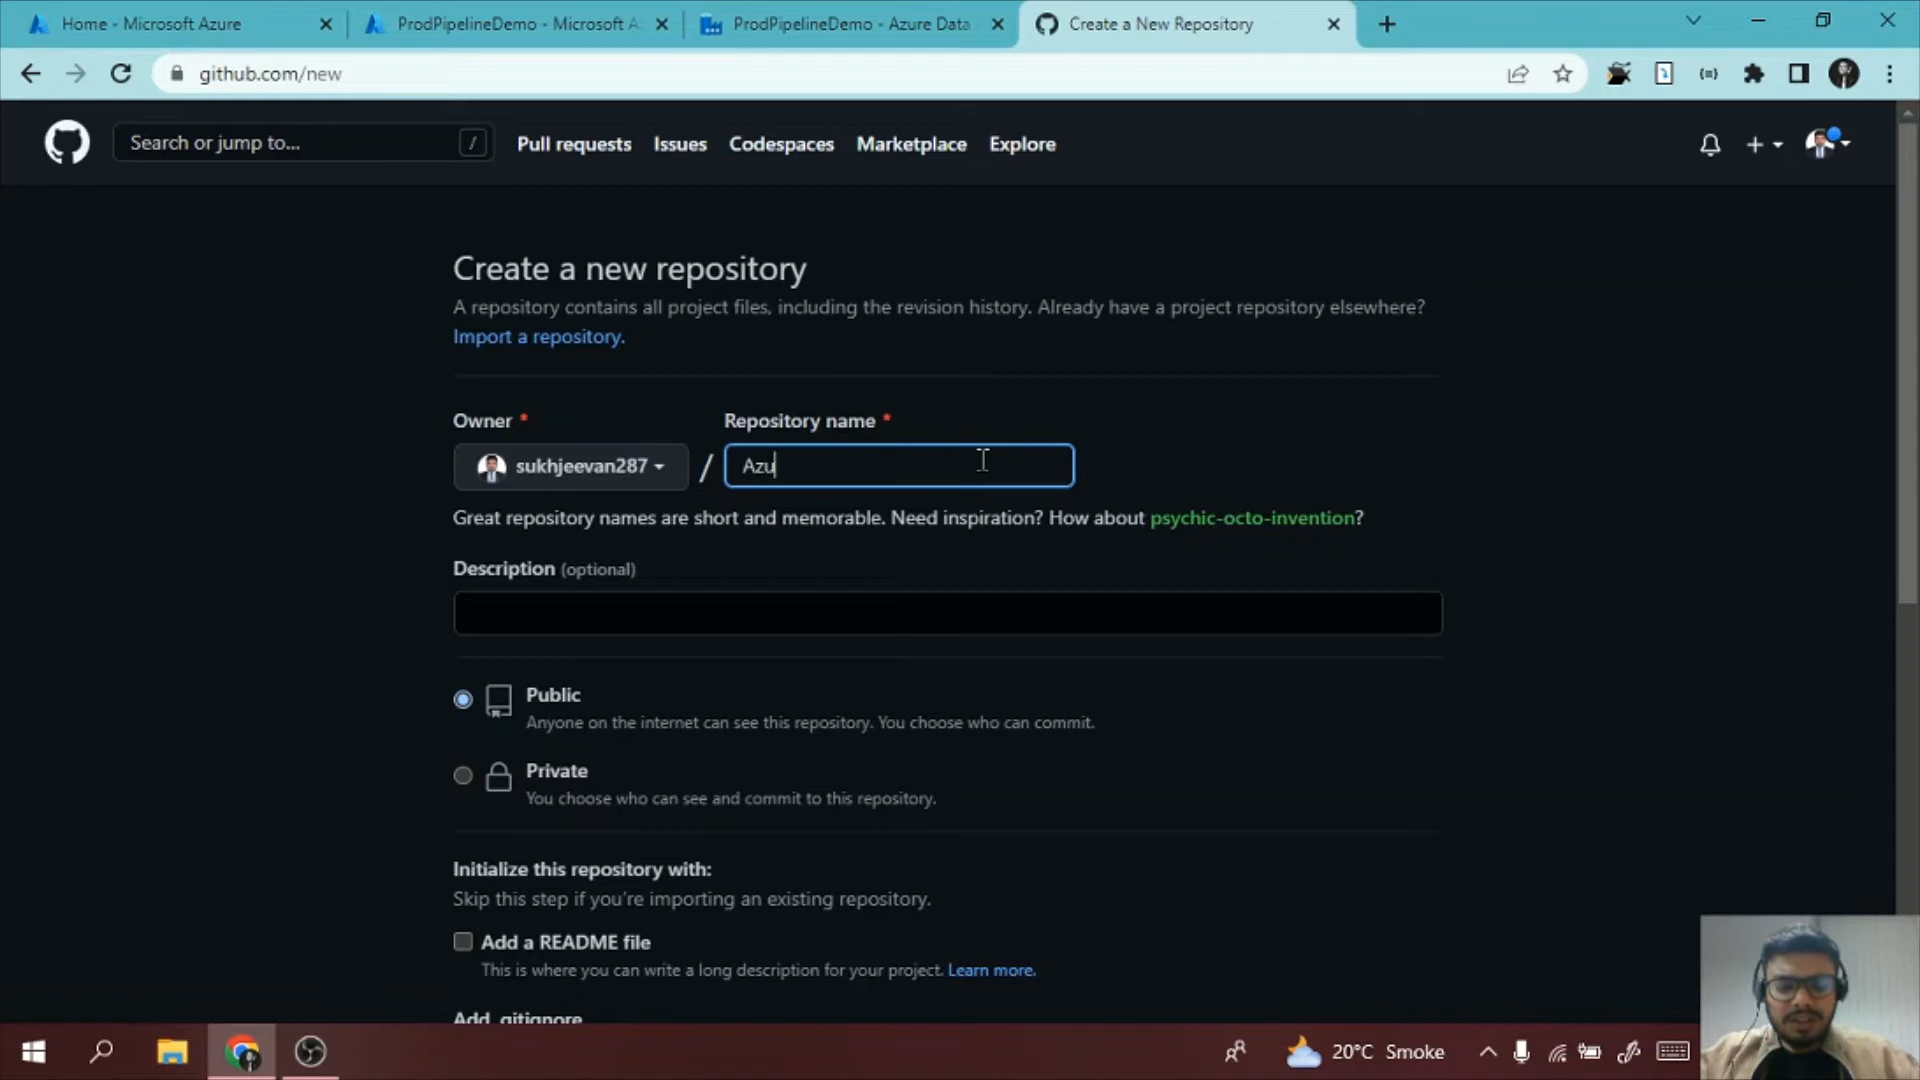 Home - Microsoft Azure
ProdPipelineDemo - Microsoft A
ProdPipelineDemo - Azure Data
Create a New Repository
github.com/new
Search or jump to... /
Pull requests Issues Codespaces Marketplace Explore
Create a new repository
A repository contains all project files, including the revision history. Already have a project repository elsewhere?
Import a repository.
Owner * Repository name *
sukhjeevan287 / Azu
Great repository names are short and memorable. Need inspiration? How about psychic-octo-invention?
Description (optional)
Public
Anyone on the internet can see this repository. You choose who can commit.
Private
You choose who can see and commit to this repository.
Initialize this repository with:
Skip this step if you're importing an existing repository.
Add a README file
This is where you can write a long description for your project. Learn more.
Add .gitignore
20°C Smoke